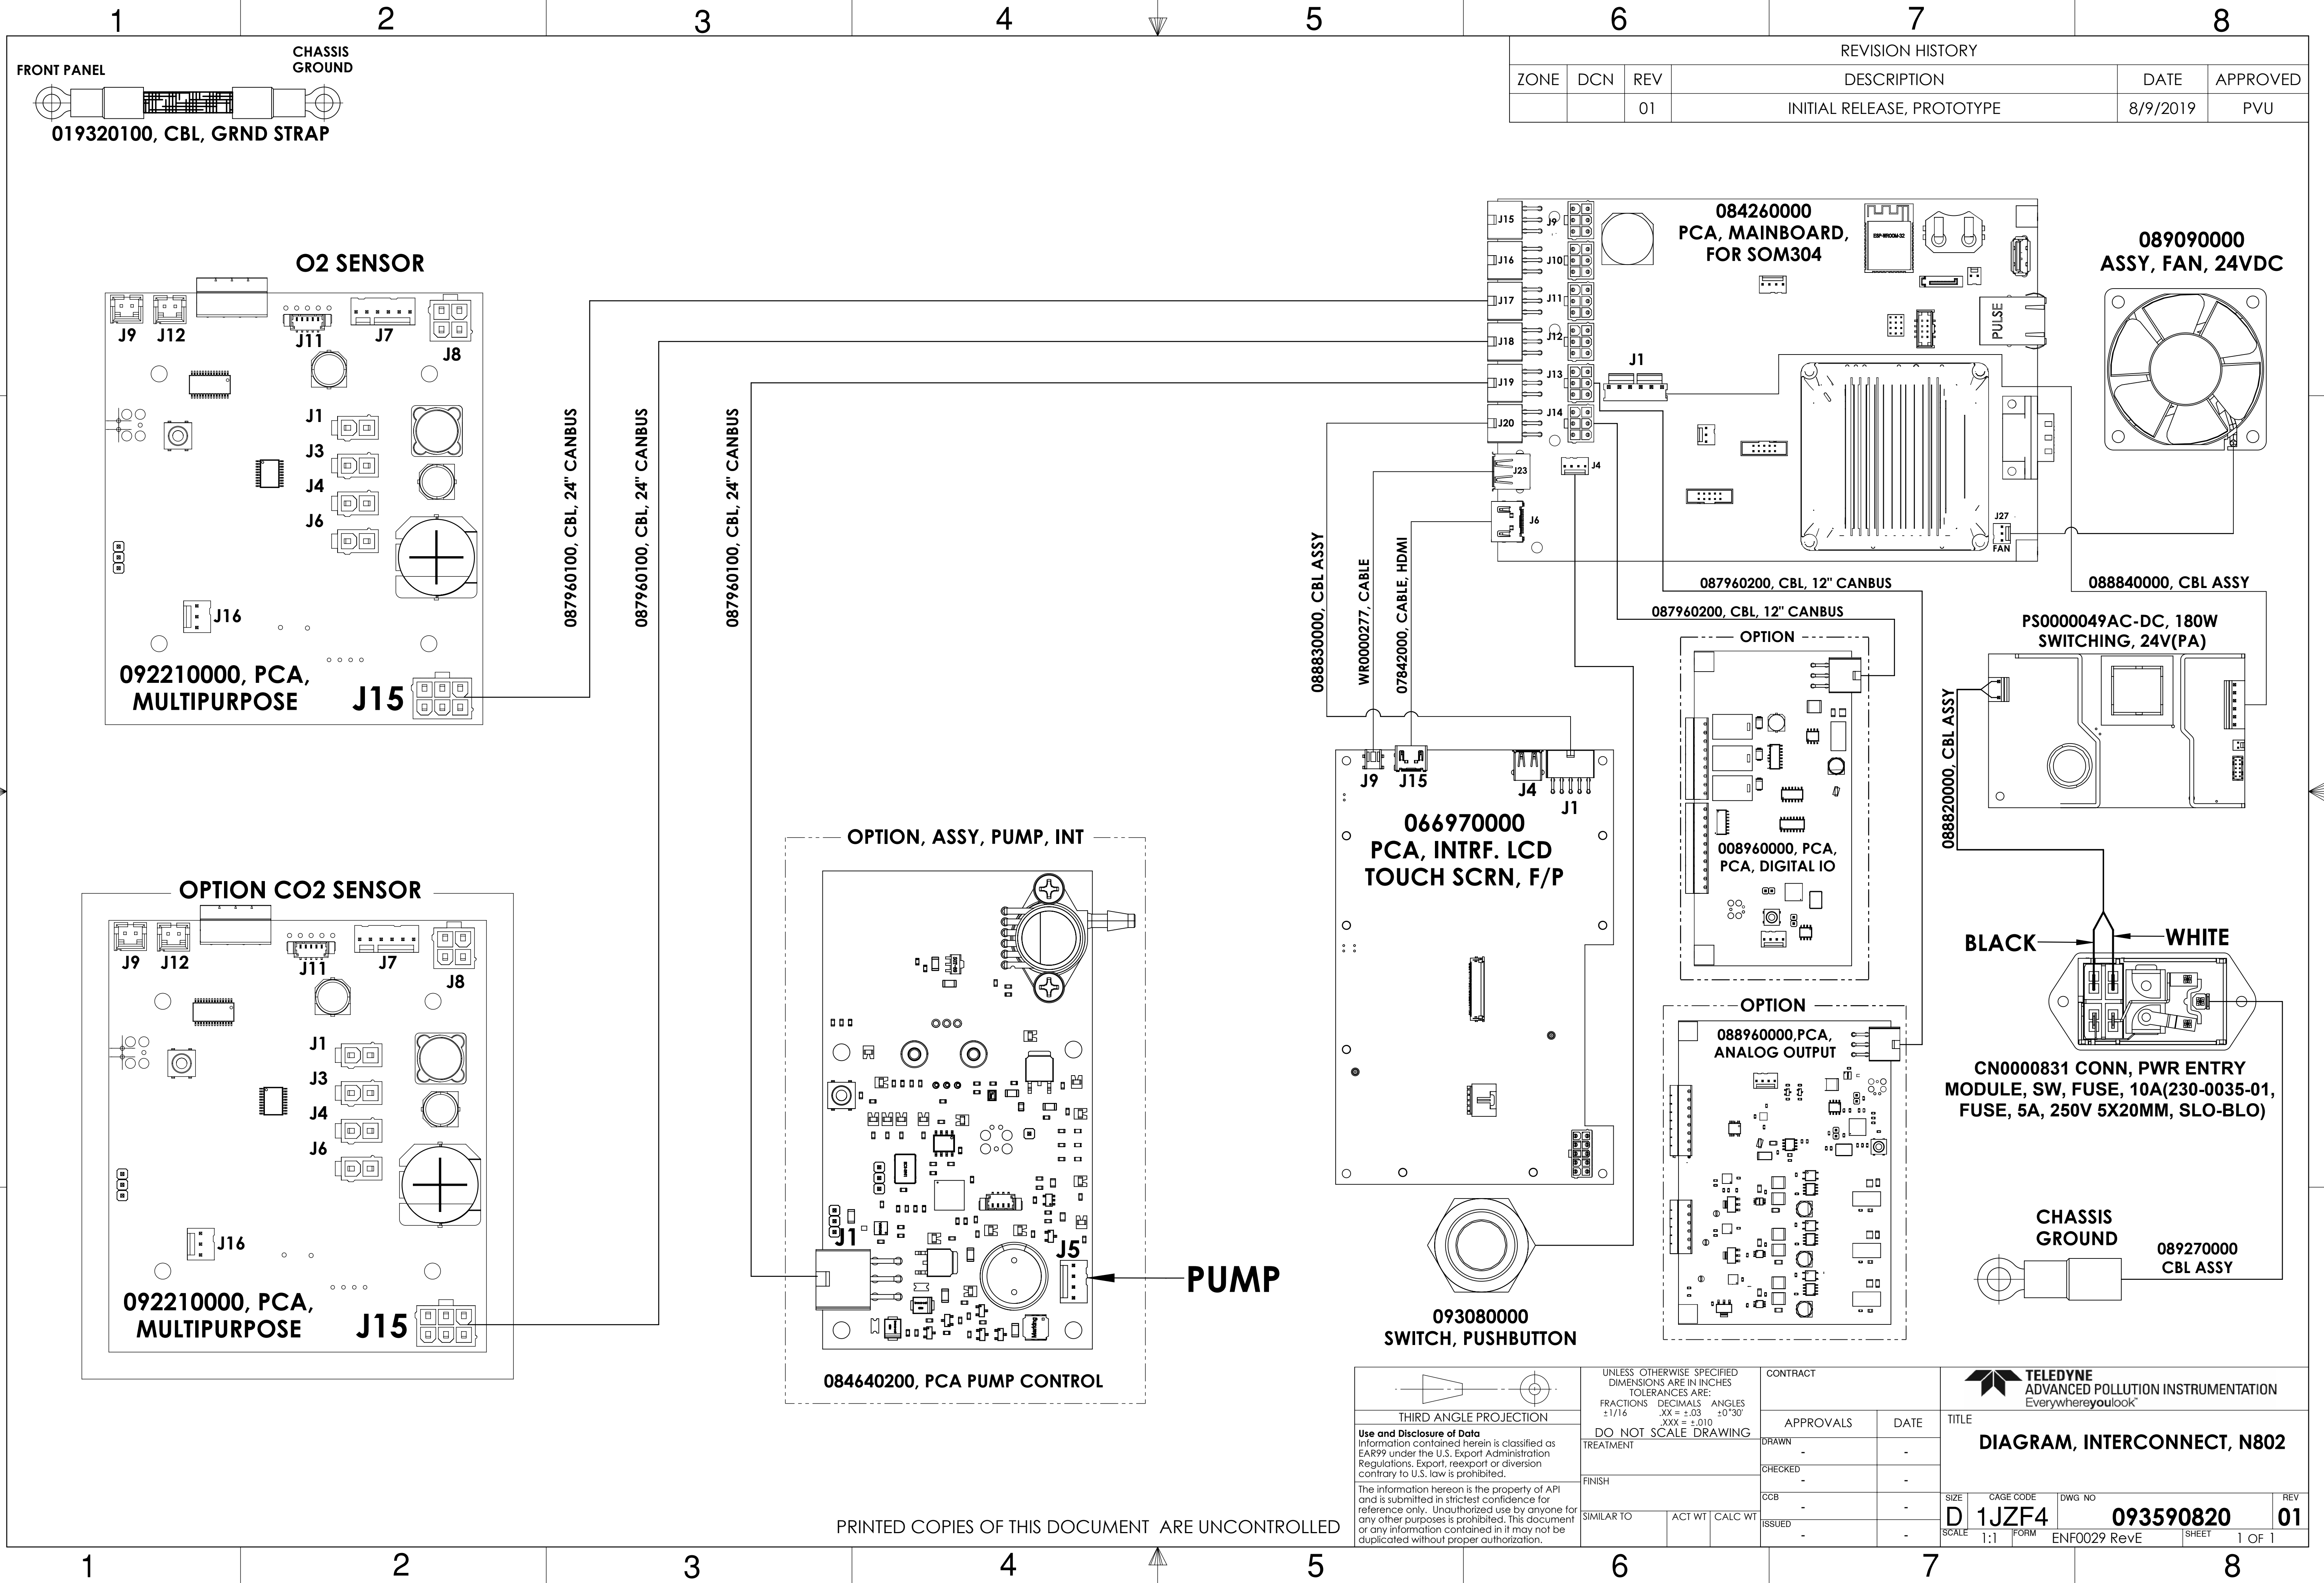 1 2 3 4 5 6 7 8
REVISION HISTORY
ZONE DCN REV DESCRIPTION DATE APPROVED
01 INITIAL RELEASE, PROTOTYPE 8/9/2019 PVU
FRONT PANEL
CHASSIS
GROUND
019320100, CBL, GRND STRAP
O2 SENSOR
J9
J12
J11
J7
J8
J1
J3
J4
J6
J16
092210000, PCA,
MULTIPURPOSE
J15
OPTION CO2 SENSOR
J9
J12
J11
J7
J8
J1
J3
J4
J6
J16
092210000, PCA,
MULTIPURPOSE
J15
087960100, CBL, 24" CANBUS
087960100, CBL, 24" CANBUS
087960100, CBL, 24" CANBUS
OPTION, ASSY, PUMP, INT
J1
J5
PUMP
084640200, PCA PUMP CONTROL
084260000
PCA, MAINBOARD,
FOR SOM304
ESP-WROOM-32
PULSE
J15
J9
J16
J10
J17
J11
J18
J12
J19
J13
J20
J14
J1
J23
J4
J6
J27
FAN
089090000
ASSY, FAN, 24VDC
088830000, CBL ASSY
WR0000277, CABLE
07842000, CABLE, HDMI
087960200, CBL, 12" CANBUS
087960200, CBL, 12" CANBUS
088840000, CBL ASSY
PS0000049AC-DC, 180W
SWITCHING, 24V(PA)
088820000, CBL ASSY
J9
J15
J4
J1
066970000
PCA, INTRF. LCD
TOUCH SCRN, F/P
093080000
SWITCH, PUSHBUTTON
OPTION
008960000, PCA,
PCA, DIGITAL IO
OPTION
088960000,PCA,
ANALOG OUTPUT
BLACK
WHITE
CN0000831 CONN, PWR ENTRY
MODULE, SW, FUSE, 10A(230-0035-01,
FUSE, 5A, 250V 5X20MM, SLO-BLO)
CHASSIS
GROUND
089270000
CBL ASSY
THIRD ANGLE PROJECTION
Use and Disclosure of Data
Information contained herein is classified as
EAR99 under the U.S. Export Administration
Regulations. Export, reexport or diversion
contrary to U.S. law is prohibited.
The information hereon is the property of API
and is submitted in strictest confidence for
reference only. Unauthorized use by anyone for
any other purposes is prohibited. This document
or any information contained in it may not be
duplicated without proper authorization.
UNLESS OTHERWISE SPECIFIED
DIMENSIONS ARE IN INCHES
TOLERANCES ARE:
FRACTIONS DECIMALS ANGLES
±1/16 .XX = ±.03 ±0°30'
.XXX = ±.010
DO NOT SCALE DRAWING
TREATMENT
FINISH
SIMILAR TO ACT WT CALC WT
CONTRACT
APPROVALS DATE
DRAWN - -
CHECKED - -
CCB - -
ISSUED - -
TELEDYNE
ADVANCED POLLUTION INSTRUMENTATION
Everywhereyoulook™
TITLE
DIAGRAM, INTERCONNECT, N802
SIZE CAGE CODE DWG NO REV
D 1JZF4 093590820 01
SCALE 1:1 FORM ENF0029 RevE SHEET 1 OF 1
PRINTED COPIES OF THIS DOCUMENT ARE UNCONTROLLED
1 2 3 4 5 6 7 8